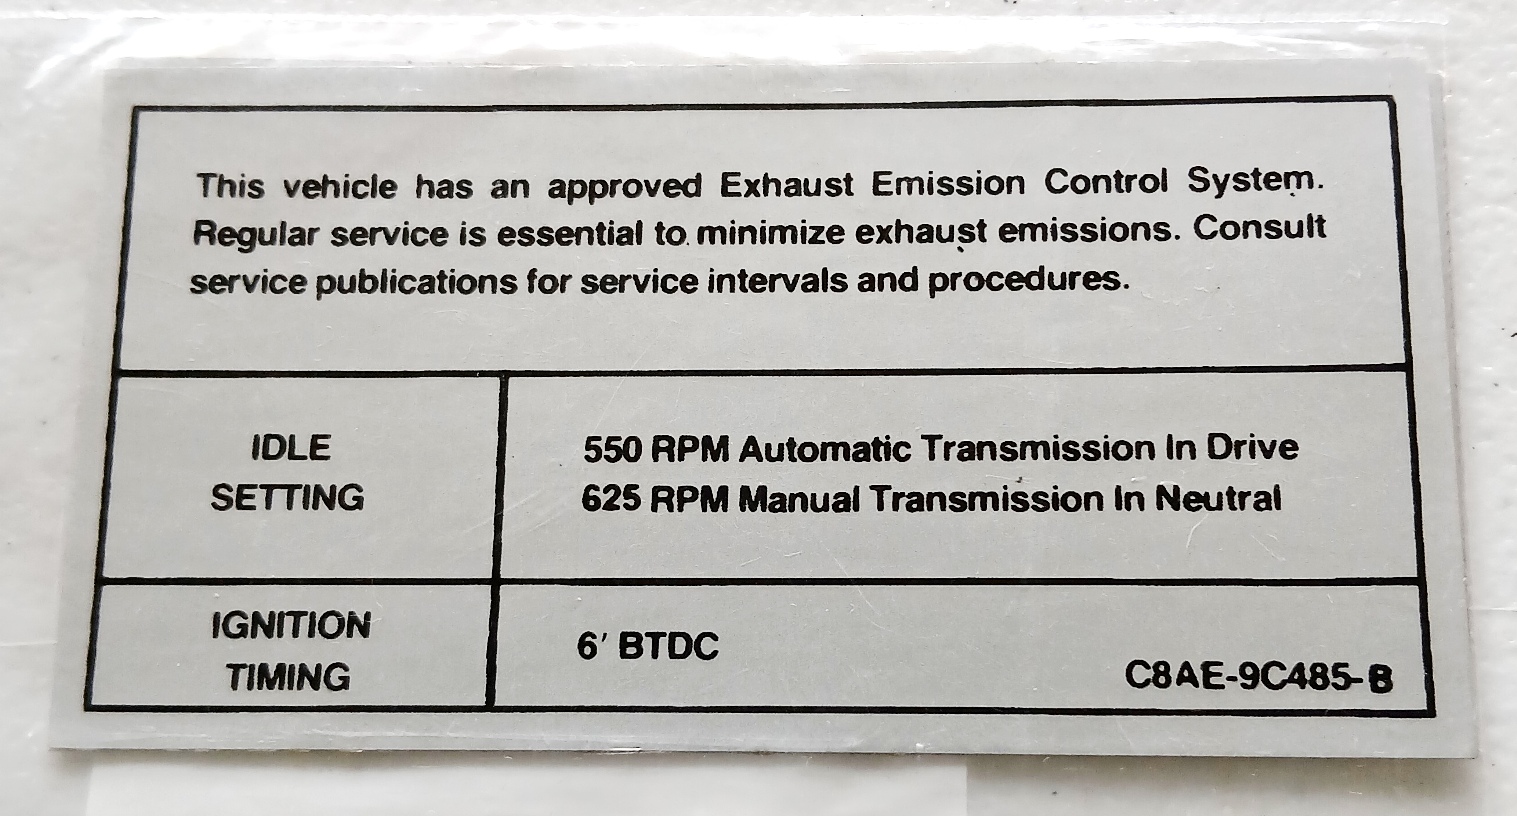 This vehicle has an approved Exhaust Emission Control System.
Regular service is essential to minimize exhaust emissions. Consult
service publications for service intervals and procedures.
IDLE
SETTING
550 RPM Automatic Transmission In Drive
625 RPM Manual Transmission In Neutral
IGNITION
TIMING
6' BTDC
C8AE-9C485-B